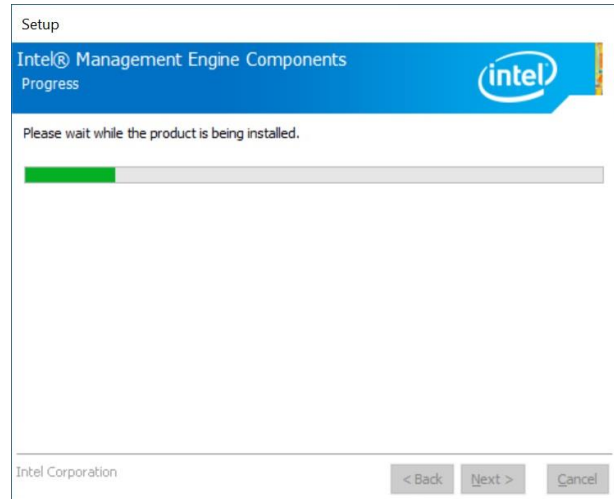 Setup
Intel® Management Engine Components
Progress
intel
Please wait while the product is being installed.
Intel Corporation
< Back Next > Cancel